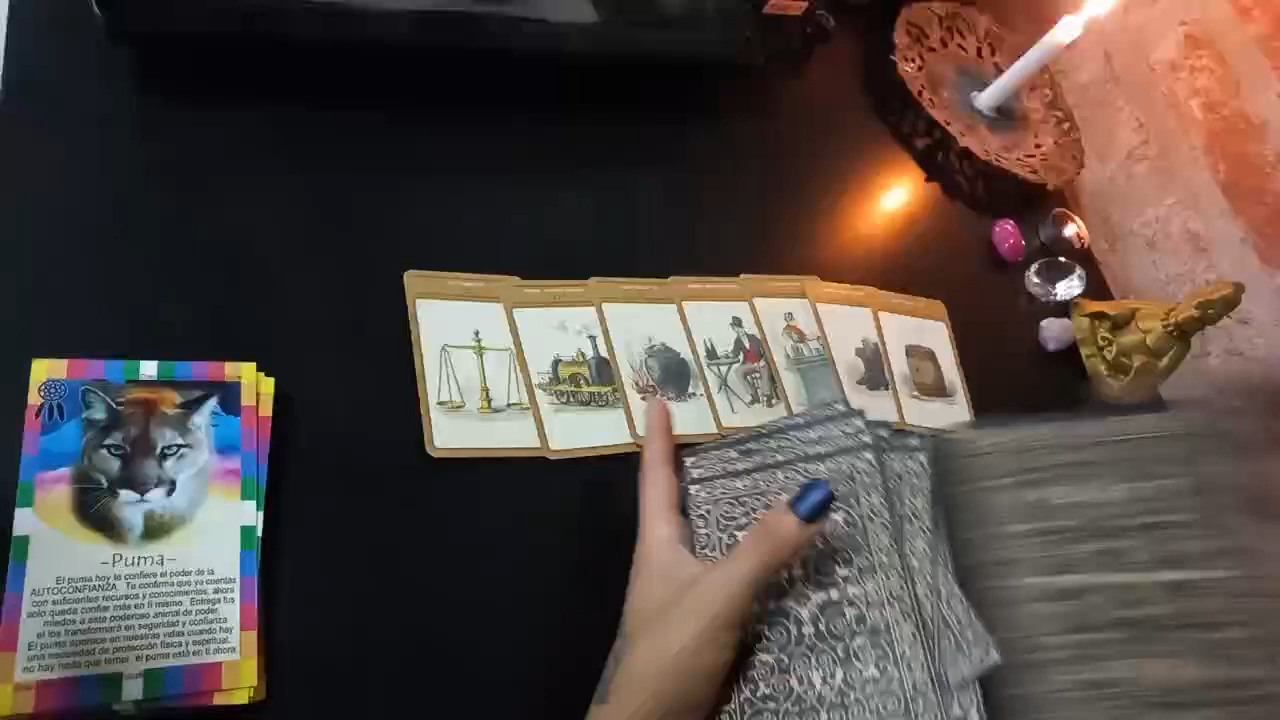 -Puma-
El puma hoy te confiere el poder de la
AUTOCONFIANZA. Te confirma que ya cuentas
con suficientes recursos y conocimientos, ahora
solo queda confiar más en ti mismo. Entrega tus
miedos a este poderoso animal de poder,
el los transformará en seguridad y confianza
El puma aparece en nuestras vidas cuando hay
una necesidad de protección física y espiritual.
no hay nada que temer, el puma está en ti ahora